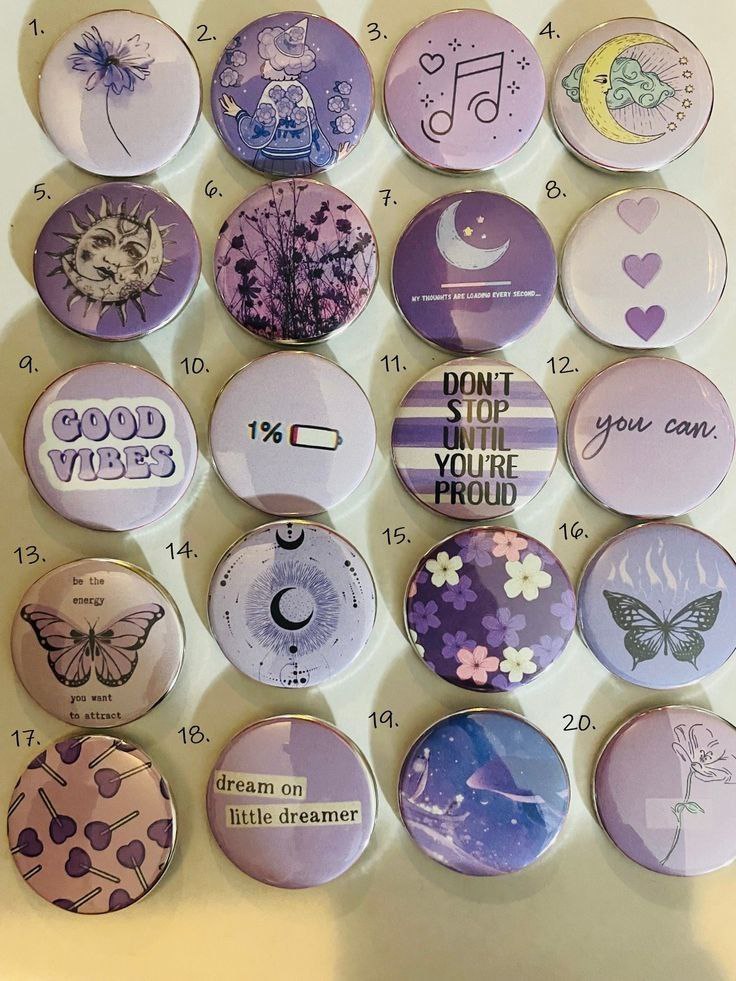 1.
2.
3.
4.
5.
6.
7.
MY THOUGHTS ARE LOADING EVERY SECOND...
8.
9.
GOOD
VIBES
10.
1%
11.
DON'T
STOP
UNTIL
YOU'RE
PROUD
12.
you can.
13.
be the
energy
you want
to attract
14.
15.
16.
17.
18.
dream on
little dreamer
19.
20.